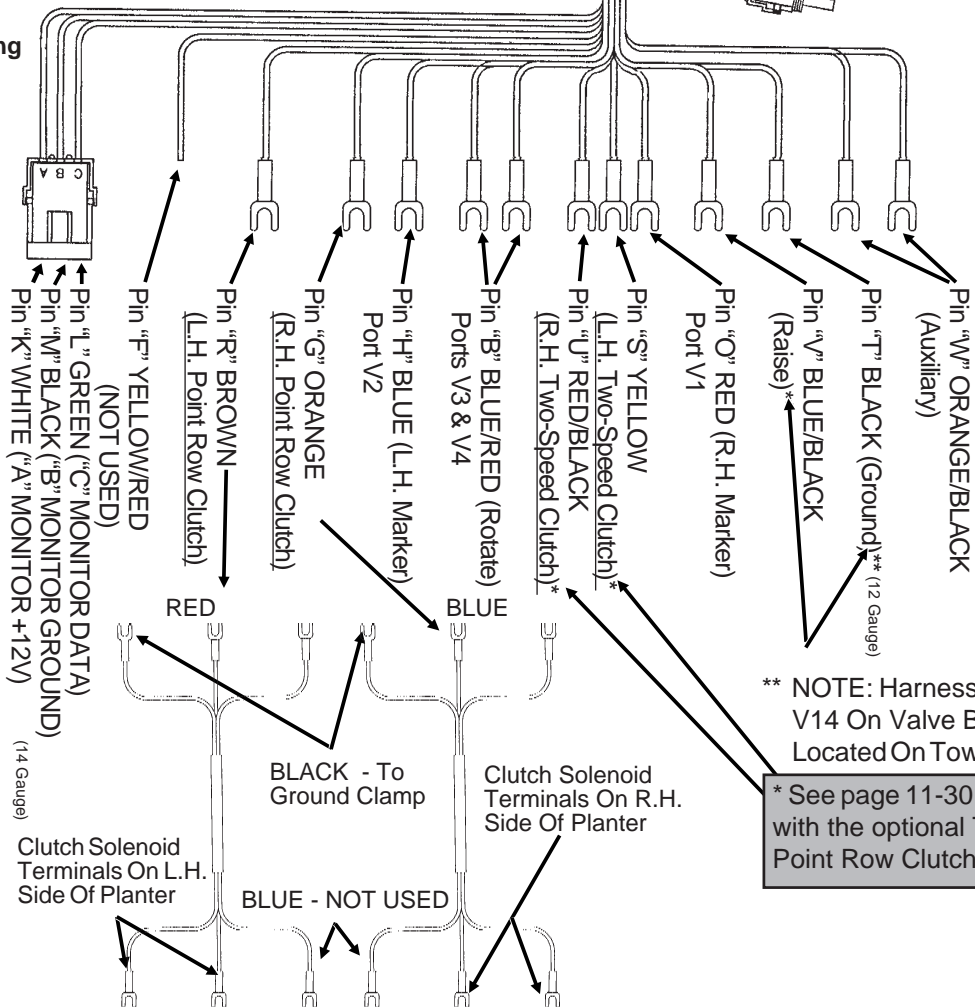 ng
C B A
Pin "K" WHITE ("A" MONITOR +12V)
Pin "M" BLACK ("B" MONITOR GROUND)
Pin "L" GREEN ("C" MONITOR DATA)
(14 Gauge)
Pin "F" YELLOW/RED
(NOT USED)
Pin "R" BROWN
(L.H. Point Row Clutch)
Pin "G" ORANGE
(R.H. Point Row Clutch)
Pin "H" BLUE (L.H. Marker)
Port V2
Pin "B" BLUE/RED (Rotate)
Ports V3 & V4
Pin "U" RED/BLACK
(R.H. Two-Speed Clutch)*
Pin "S" YELLOW
(L.H. Two-Speed Clutch)*
Pin "O" RED (R.H. Marker)
Port V1
Pin "V" BLUE/BLACK
(Raise)*
Pin "T" BLACK (Ground)** (12 Gauge)
Pin "W" ORANGE/BLACK
(Auxiliary)
RED
BLUE
** NOTE: Harness
V14 On Valve B
Located On Tow
* See page 11-30
with the optional T
Point Row Clutch
BLACK - To
Ground Clamp
Clutch Solenoid
Terminals On R.H.
Side Of Planter
Clutch Solenoid
Terminals On L.H.
Side Of Planter
BLUE - NOT USED